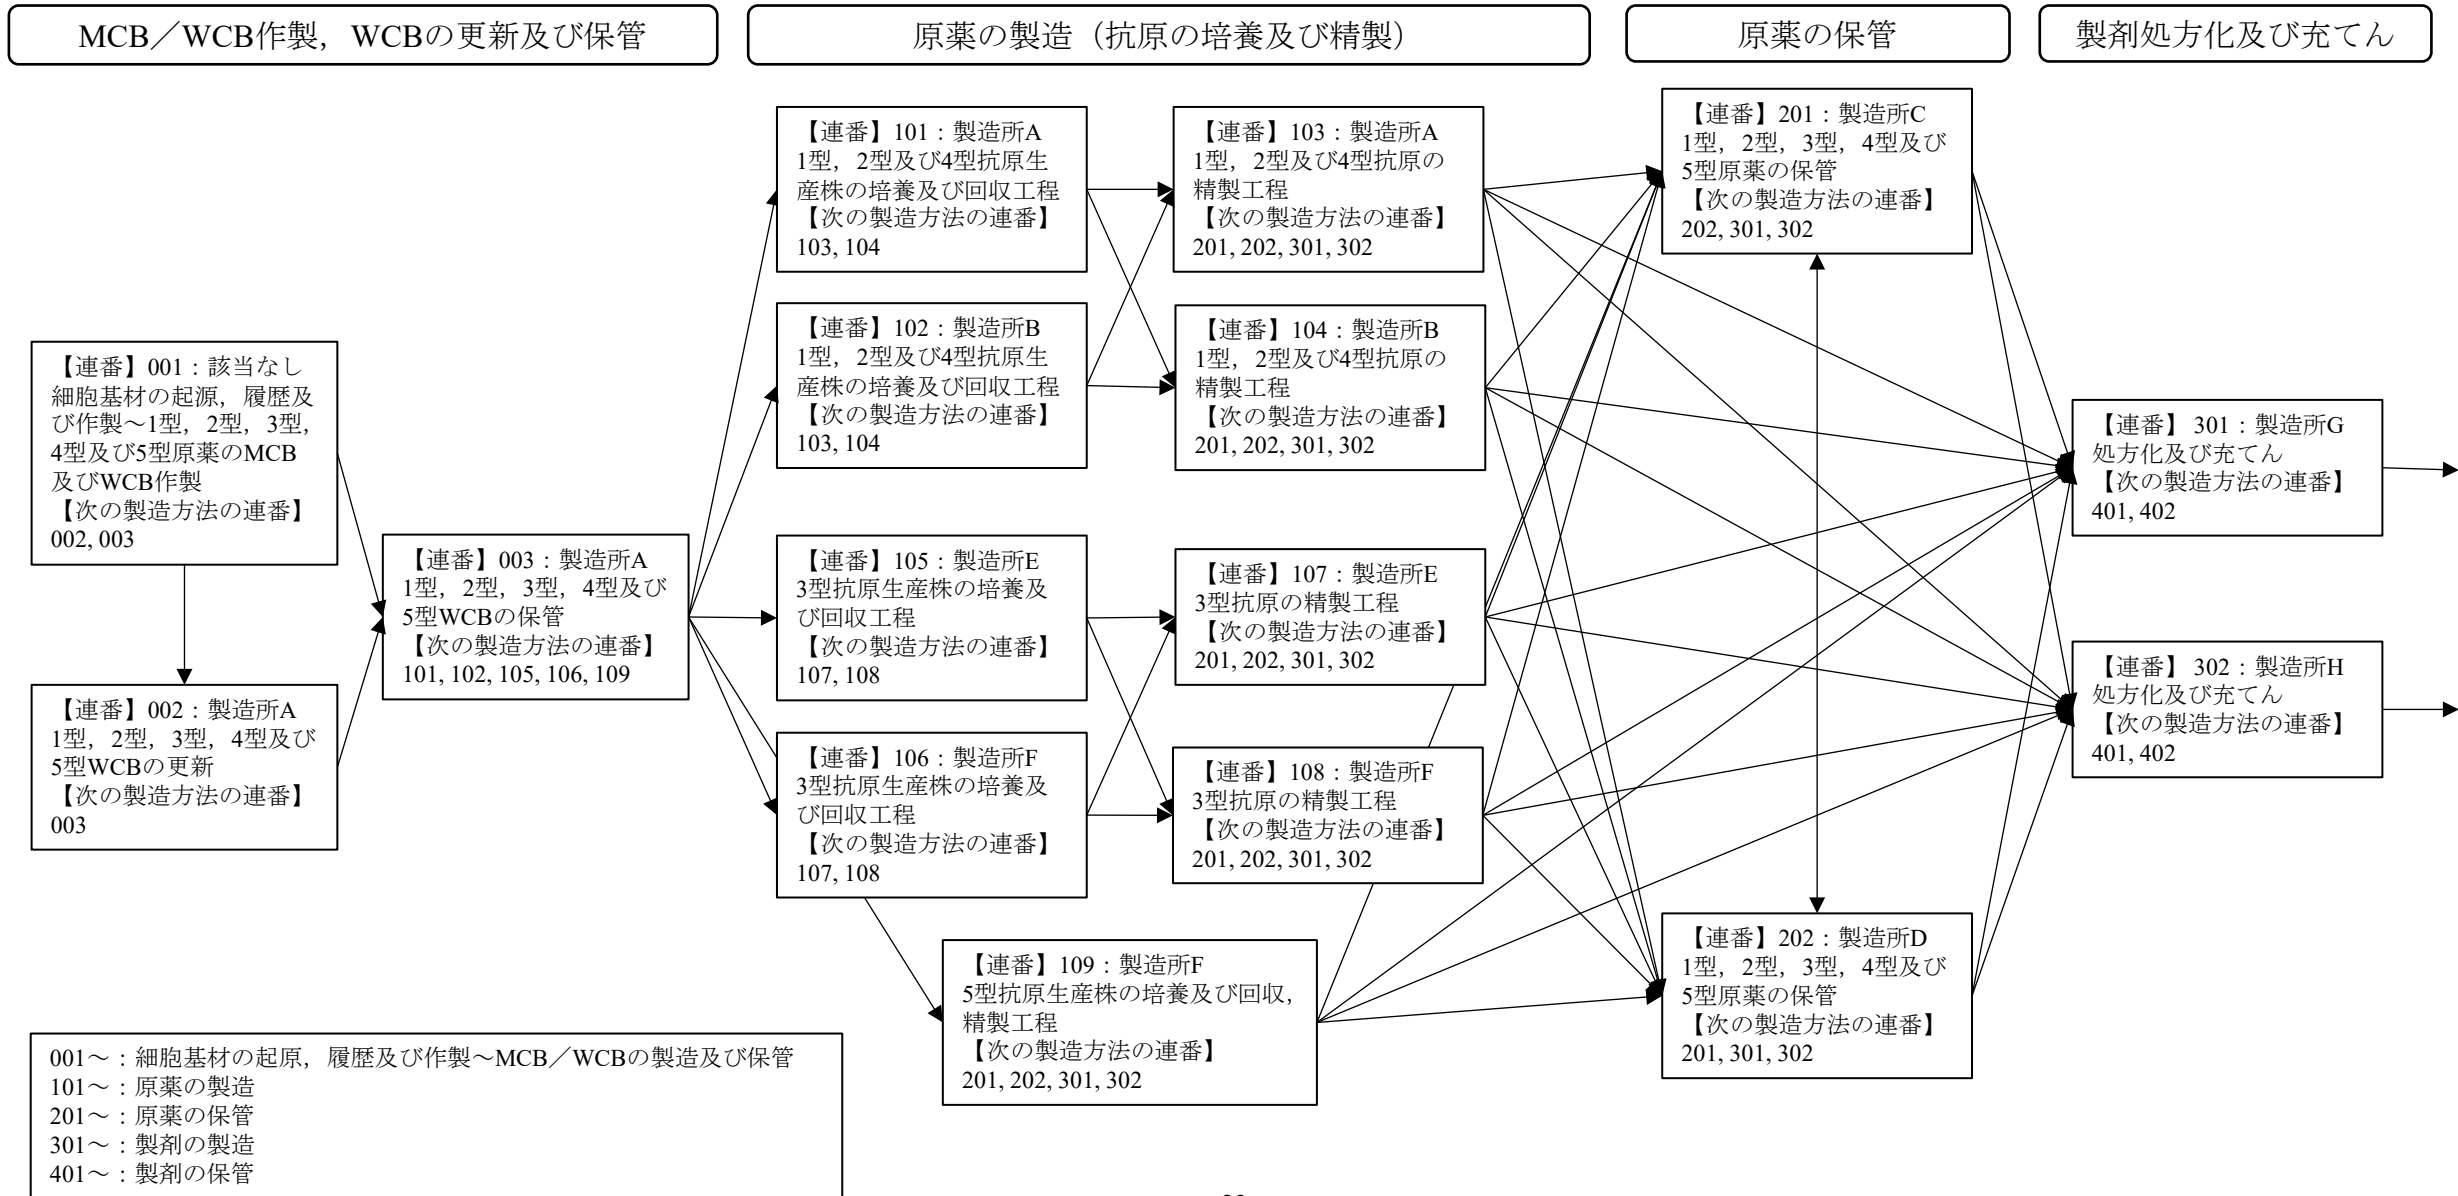 MCB／WCB作製，WCBの更新及び保管
原薬の製造（抗原の培養及び精製）
原薬の保管
製剤処方化及び充てん
【連番】001：該当なし
細胞基材の起源，履歴及
び作製～1型，2型，3型，
4型及び5型原薬のMCB
及びWCB作製
【次の製造方法の連番】
002, 003
【連番】002：製造所A
1型，2型，3型，4型及び
5型WCBの更新
【次の製造方法の連番】
003
【連番】003：製造所A
1型，2型，3型，4型及び
5型WCBの保管
【次の製造方法の連番】
101, 102, 105, 106, 109
【連番】101：製造所A
1型，2型及び4型抗原生
産株の培養及び回収工程
【次の製造方法の連番】
103, 104
【連番】102：製造所B
1型，2型及び4型抗原生
産株の培養及び回収工程
【次の製造方法の連番】
103, 104
【連番】105：製造所E
3型抗原生産株の培養及
び回収工程
【次の製造方法の連番】
107, 108
【連番】106：製造所F
3型抗原生産株の培養及
び回収工程
【次の製造方法の連番】
107, 108
【連番】103：製造所A
1型，2型及び4型抗原の
精製工程
【次の製造方法の連番】
201, 202, 301, 302
【連番】104：製造所B
1型，2型及び4型抗原の
精製工程
【次の製造方法の連番】
201, 202, 301, 302
【連番】107：製造所E
3型抗原の精製工程
【次の製造方法の連番】
201, 202, 301, 302
【連番】108：製造所F
3型抗原の精製工程
【次の製造方法の連番】
201, 202, 301, 302
【連番】109：製造所F
5型抗原生産株の培養及び回収，
精製工程
【次の製造方法の連番】
201, 202, 301, 302
【連番】201：製造所C
1型，2型，3型，4型及び
5型原薬の保管
【次の製造方法の連番】
202, 301, 302
【連番】202：製造所D
1型，2型，3型，4型及び
5型原薬の保管
【次の製造方法の連番】
201, 301, 302
【連番】 301：製造所G
処方化及び充てん
【次の製造方法の連番】
401, 402
【連番】 302：製造所H
処方化及び充てん
【次の製造方法の連番】
401, 402
001～：細胞基材の起原，履歴及び作製～MCB／WCBの製造及び保管
101～：原薬の製造
201～：原薬の保管
301～：製剤の製造
401～：製剤の保管